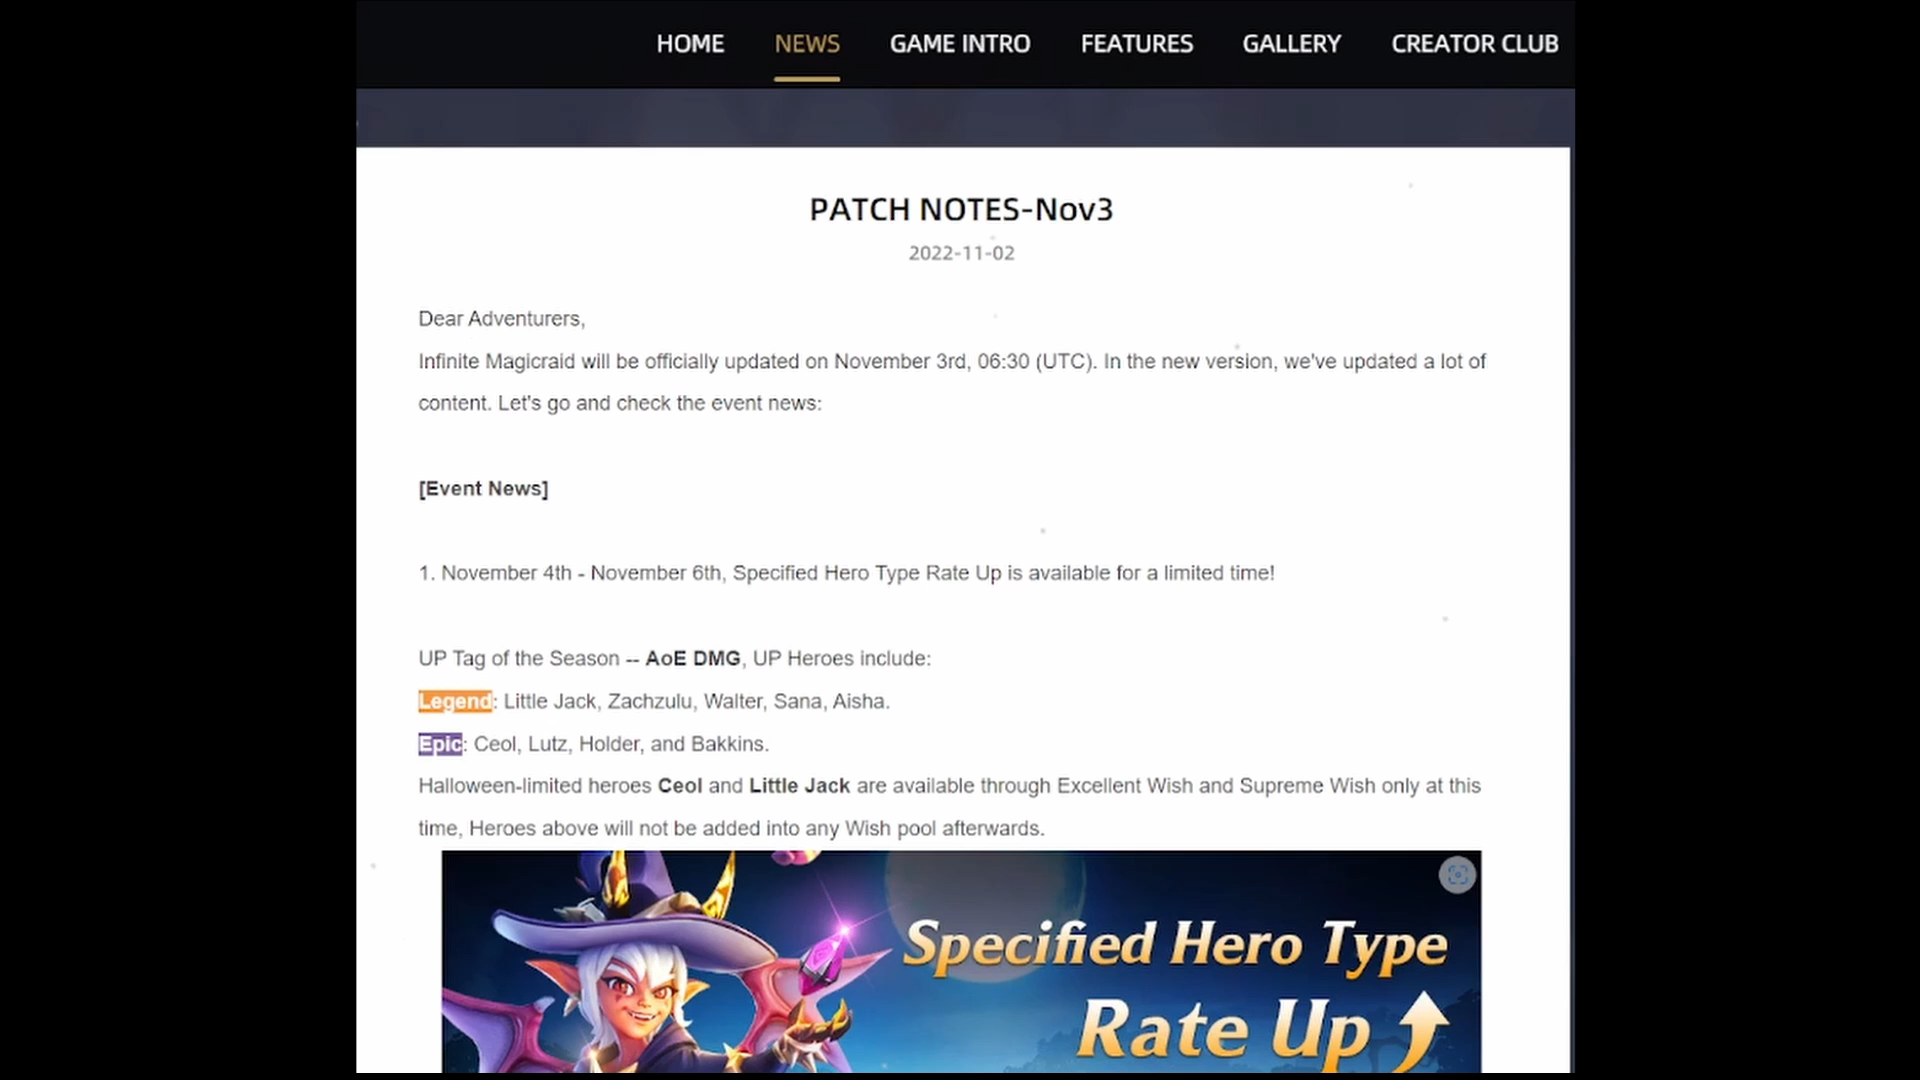 HOME NEWS GAME INTRO FEATURES GALLERY CREATOR CLUB
PATCH NOTES-Nov3
2022-11-02
Dear Adventurers,
Infinite Magicraid will be officially updated on November 3rd, 06:30 (UTC). In the new version, we've updated a lot of
content. Let's go and check the event news:
[Event News]
1. November 4th - November 6th, Specified Hero Type Rate Up is available for a limited time!
UP Tag of the Season -- AoE DMG, UP Heroes include:
Legend: Little Jack, Zachzulu, Walter, Sana, Aisha.
Epic: Ceol, Lutz, Holder, and Bakkins.
Halloween-limited heroes Ceol and Little Jack are available through Excellent Wish and Supreme Wish only at this
time, Heroes above will not be added into any Wish pool afterwards.
Specified Hero Type
Rate Up